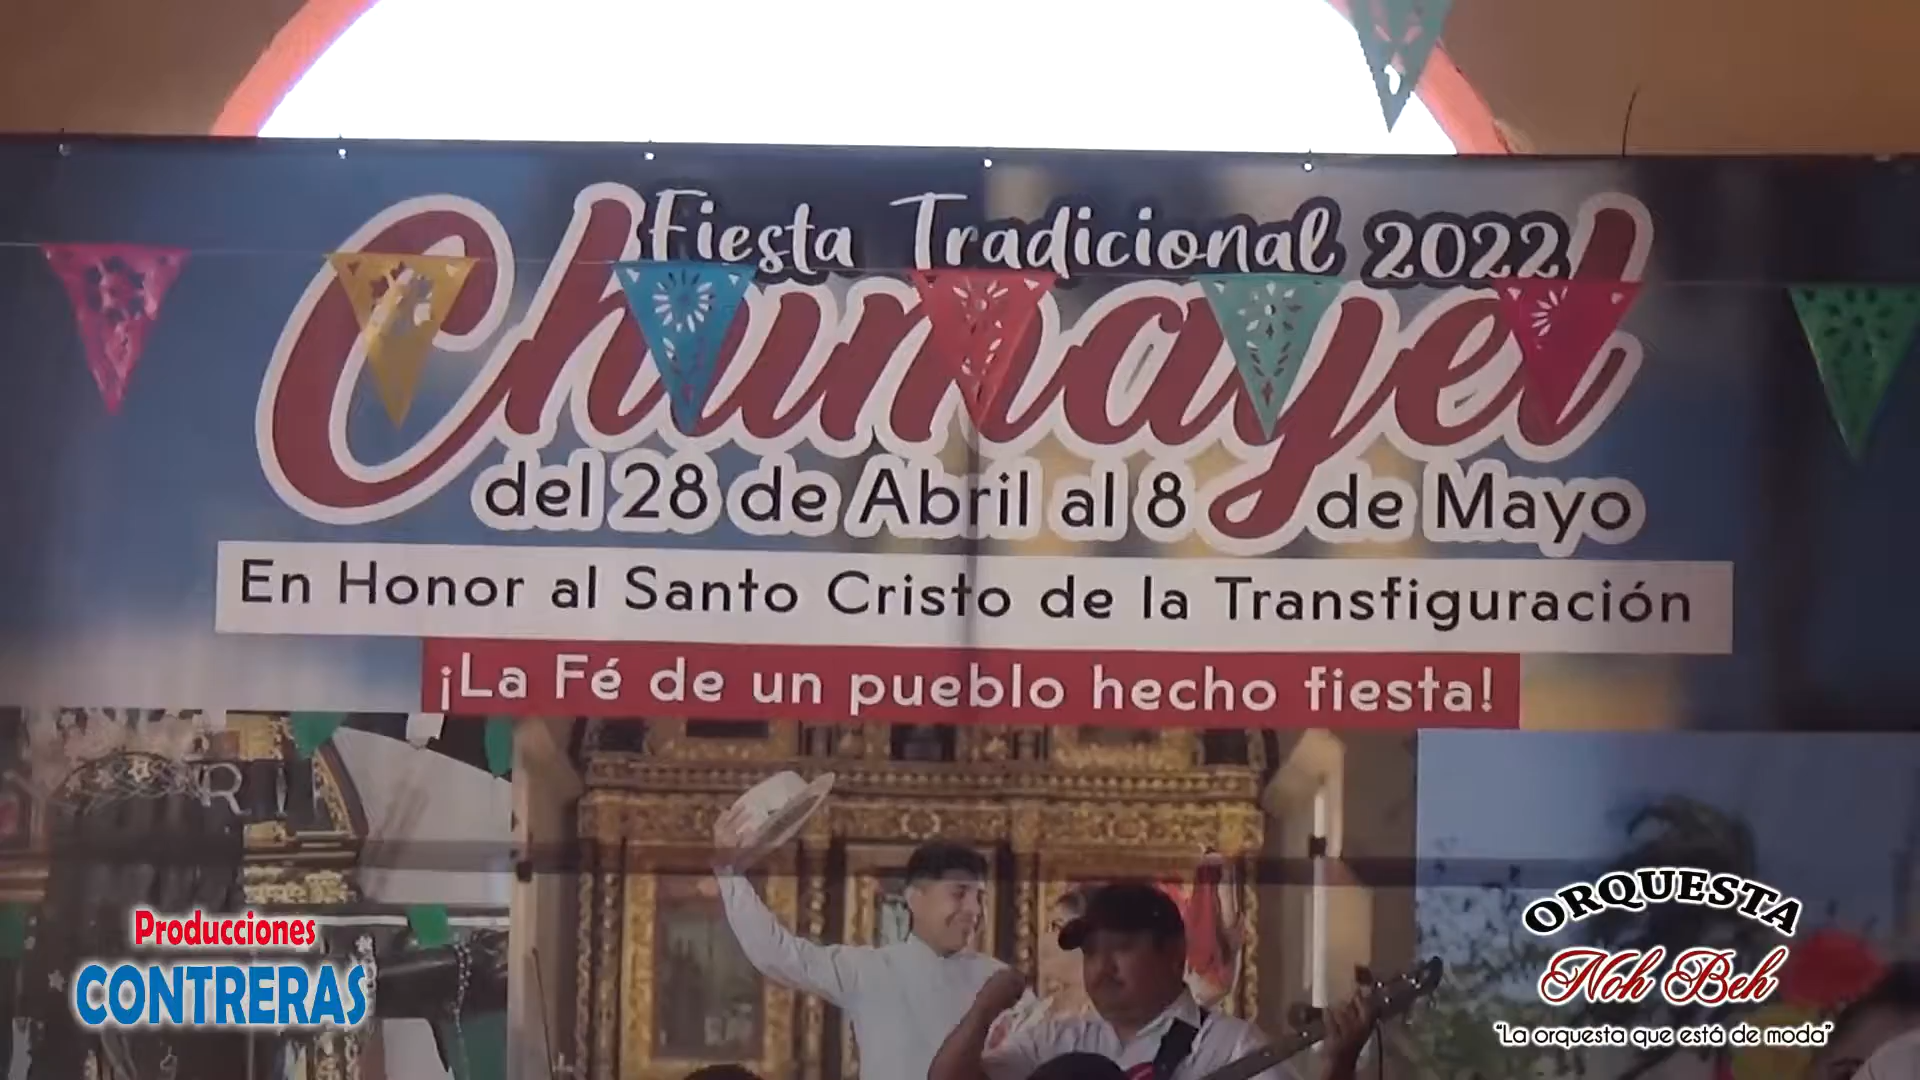 Fiesta Tradicional 2022
Chumayel
del 28 de Abril al 8 de Mayo
En Honor al Santo Cristo de la Transfiguración
¡La Fé de un pueblo hecho fiesta!
Producciones
CONTRERAS
ORQUESTA
Noh Beh
"La orquesta que está de moda"